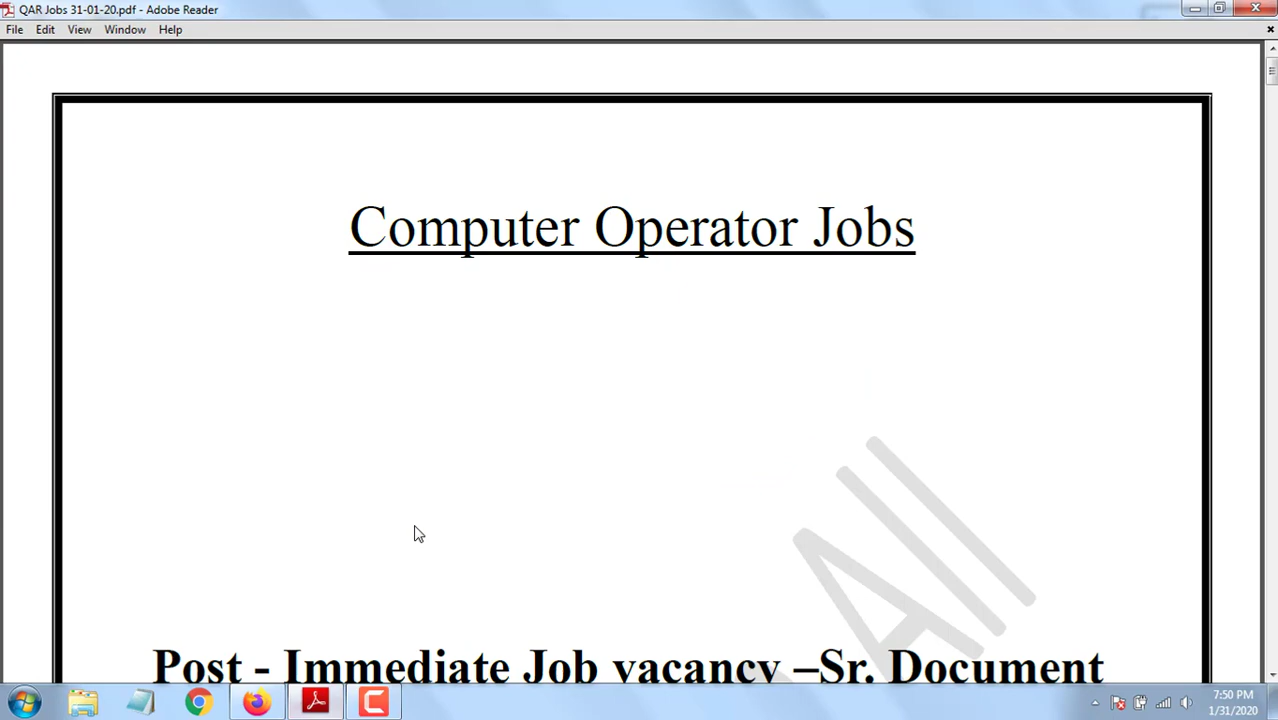 QAR Jobs 31-01-20.pdf - Adobe Reader
File Edit View Window Help
Computer Operator Jobs
All
Post - Immediate Job vacancy –Sr. Document
7:50 PM
1/31/2020